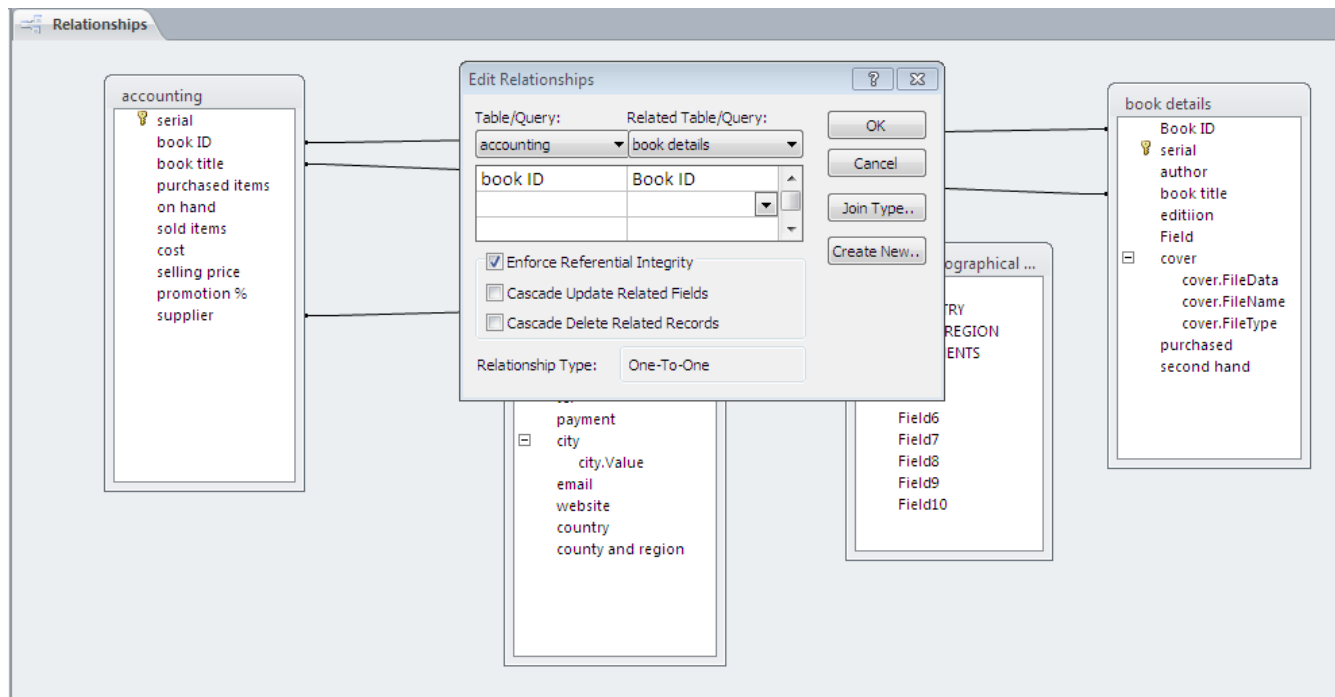 Relationships
accounting
serial
book ID
book title
purchased items
on hand
sold items
cost
selling price
promotion %
supplier
Edit Relationships
Table/Query:
Related Table/Query:
accounting
book details
book ID
Book ID
Enforce Referential Integrity
Cascade Update Related Fields
Cascade Delete Related Records
Relationship Type:
One-To-One
OK
Cancel
Join Type..
Create New..
payment
city
city.Value
email
website
country
county and region
ographical ...
TRY
REGION
ENTS
Field6
Field7
Field8
Field9
Field10
book details
Book ID
serial
author
book title
editiion
Field
cover
cover.FileData
cover.FileName
cover.FileType
purchased
second hand